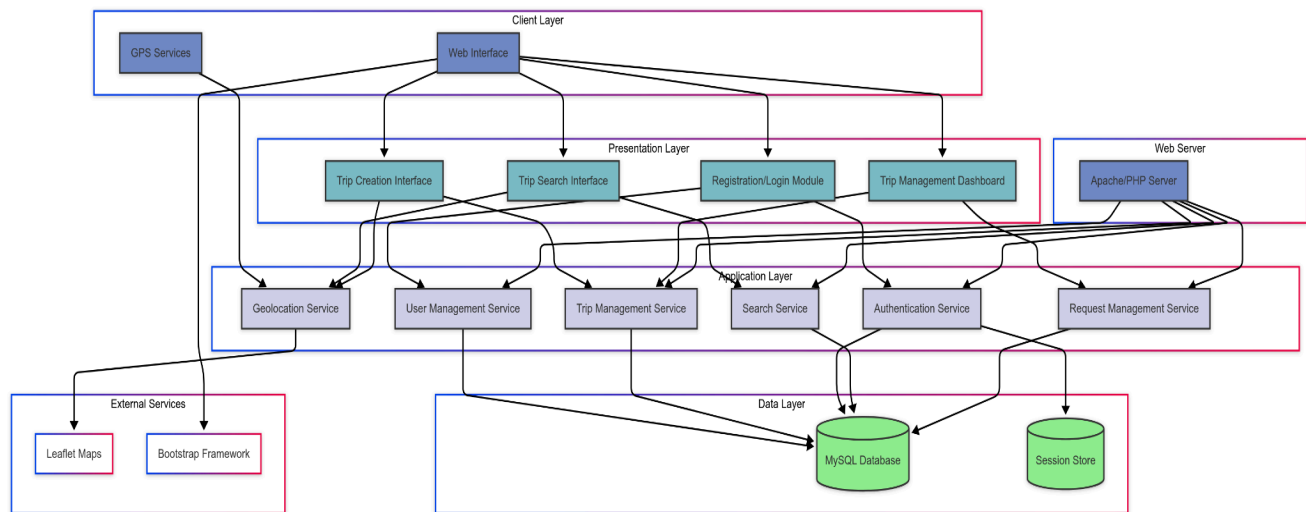 Client Layer
GPS Services
Web Interface
Presentation Layer
Web Server
Trip Creation Interface
Trip Search Interface
Registration/Login Module
Trip Management Dashboard
Apache/PHP Server
Application Layer
Geolocation Service
User Management Service
Trip Management Service
Search Service
Authentication Service
Request Management Service
External Services
Data Layer
Leaflet Maps
Bootstrap Framework
MySQL Database
Session Store